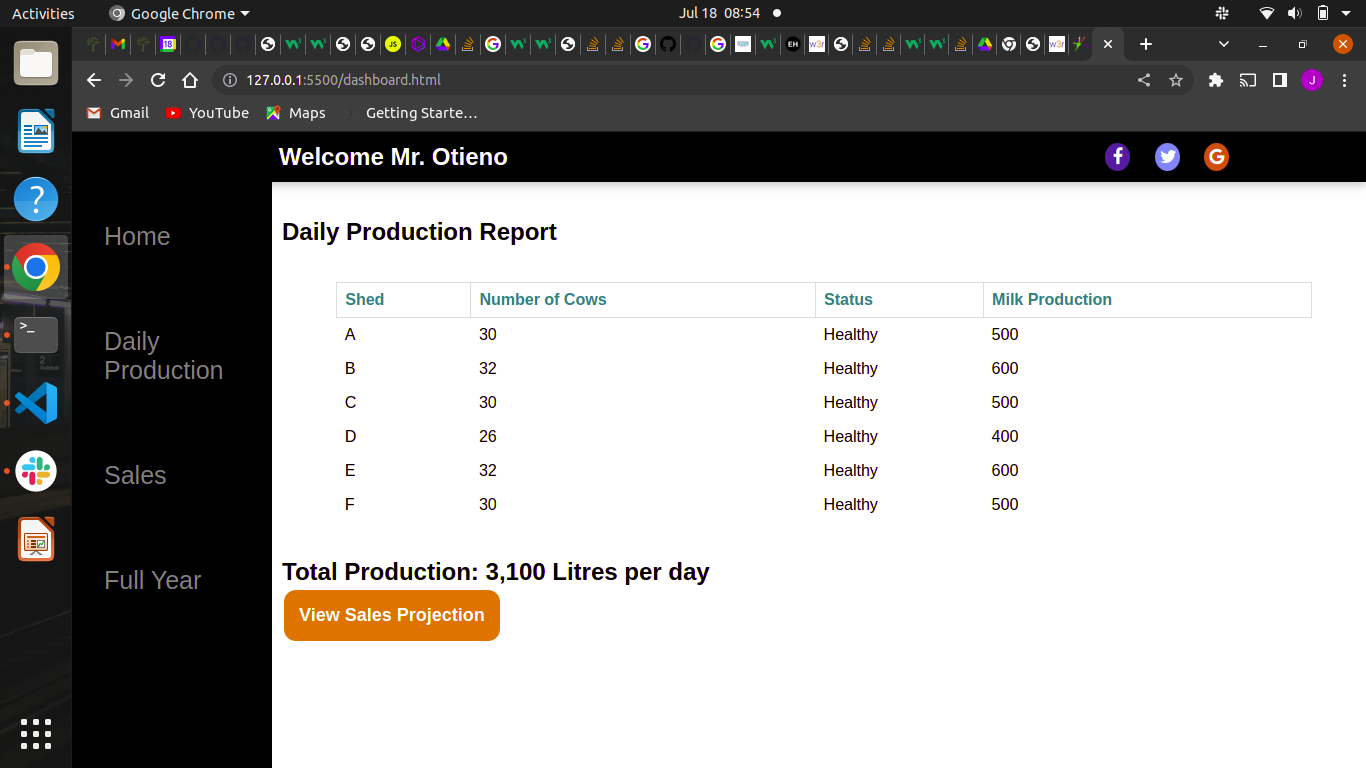 Activities Google Chrome Jul 18 08:54
127.0.0.1:5500/dashboard.html
Gmail YouTube Maps Getting Starte…
Welcome Mr. Otieno
Home
Daily
Production
Sales
Full Year
Daily Production Report
Shed Number of Cows Status Milk Production
A 30 Healthy 500
B 32 Healthy 600
C 30 Healthy 500
D 26 Healthy 400
E 32 Healthy 600
F 30 Healthy 500
Total Production: 3,100 Litres per day
View Sales Projection